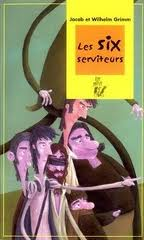 Jacob et Wilhelm Grimm
Les six
serviteurs